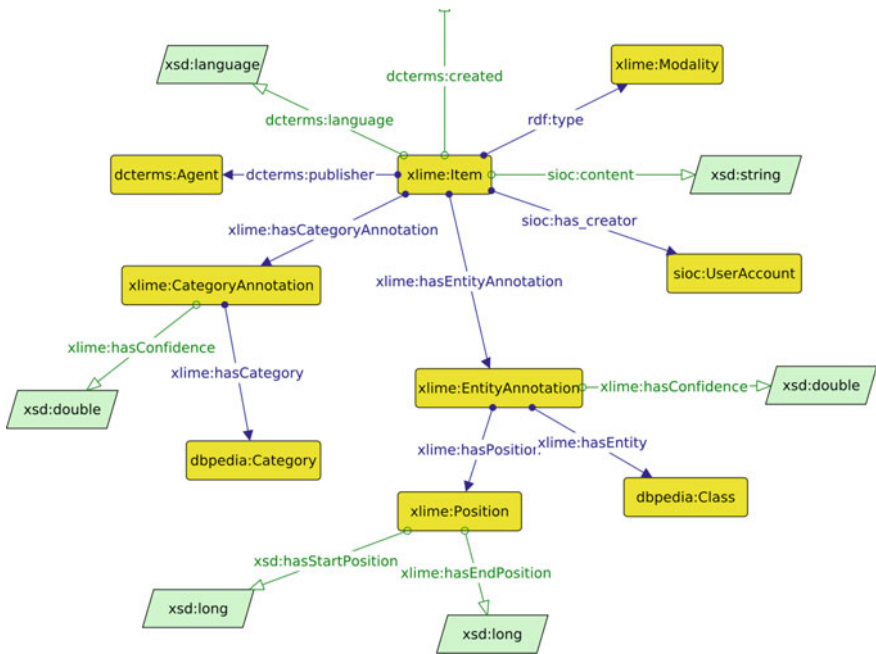 xsd:language
dcterms:created
xlime:Modality
dcterms:language
rdf:type
dcterms:Agent
dcterms:publisher
xlime:Item
sioc:content
xsd:string
xlime:hasCategoryAnnotation
sioc:has_creator
xlime:CategoryAnnotation
xlime:hasEntityAnnotation
sioc:UserAccount
xlime:hasConfidence
xlime:hasCategory
xsd:double
xlime:EntityAnnotation
xlime:hasConfidence
xsd:double
dbpedia:Category
xlime:hasPosition
xlime:hasEntity
xlime:Position
dbpedia:Class
xsd:hasStartPosition
xlime:hasEndPosition
xsd:long
xsd:long